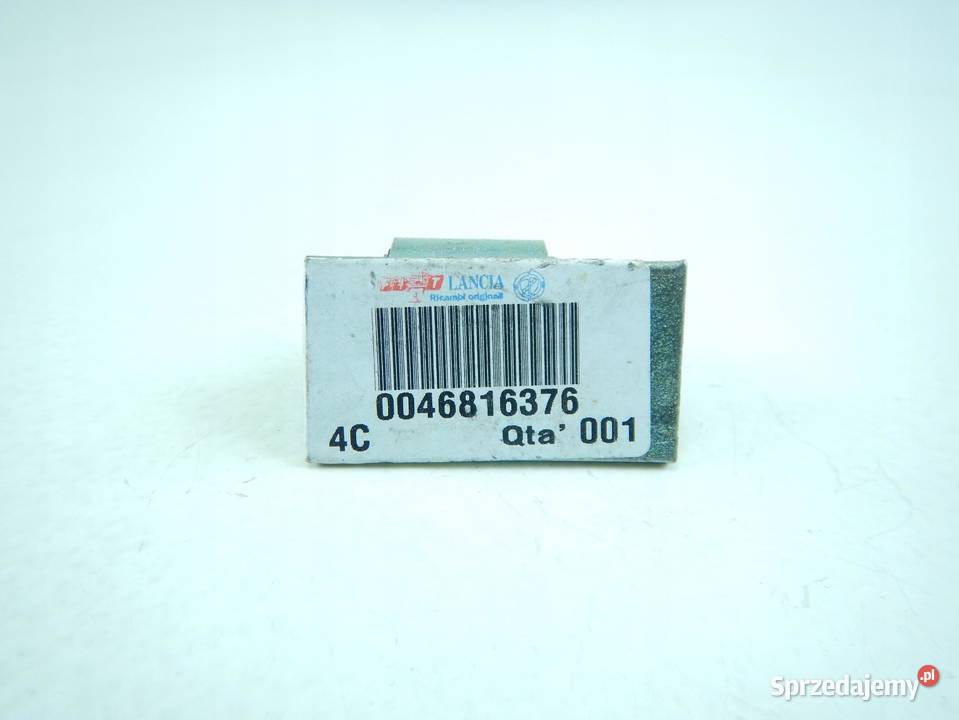 LANCIA
Ricambi originali
0046816376
4C Qta' 001
Sprzedajemy.pl